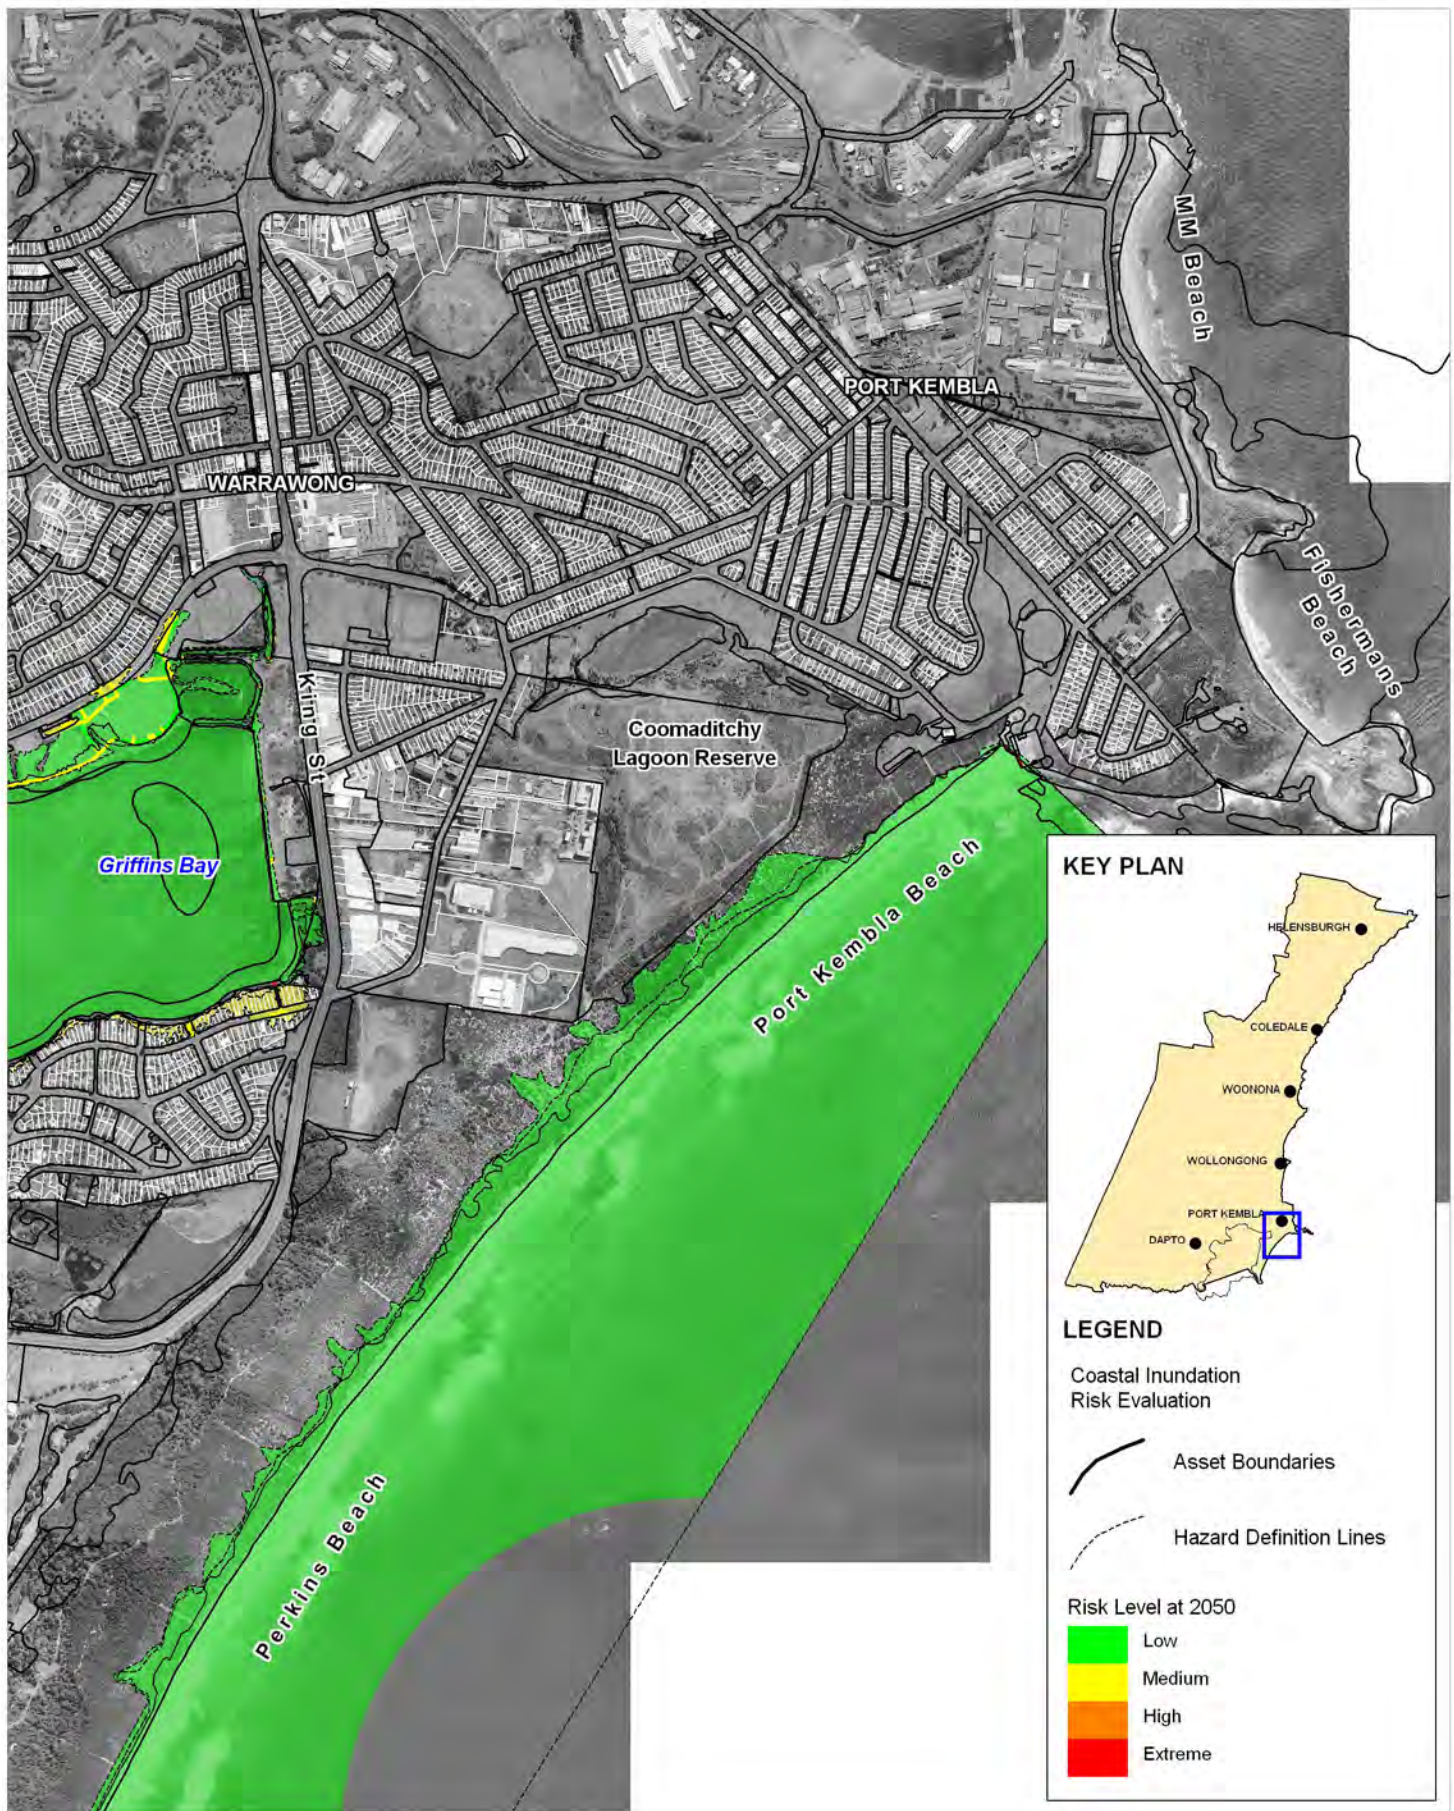 MM Beach
PORT KEMBLA
WARRAWONG
Fishermans
Beach
King St
Coomaditchy
Lagoon Reserve
Griffins Bay
Port Kembla Beach
Perkins Beach
KEY PLAN
HELENSBURGH
COLEDALE
WOONONA
WOLLONGONG
PORT KEMBLA
DAPTO
LEGEND
Coastal Inundation
Risk Evaluation
Asset Boundaries
Hazard Definition Lines
Risk Level at 2050
Low
Medium
High
Extreme